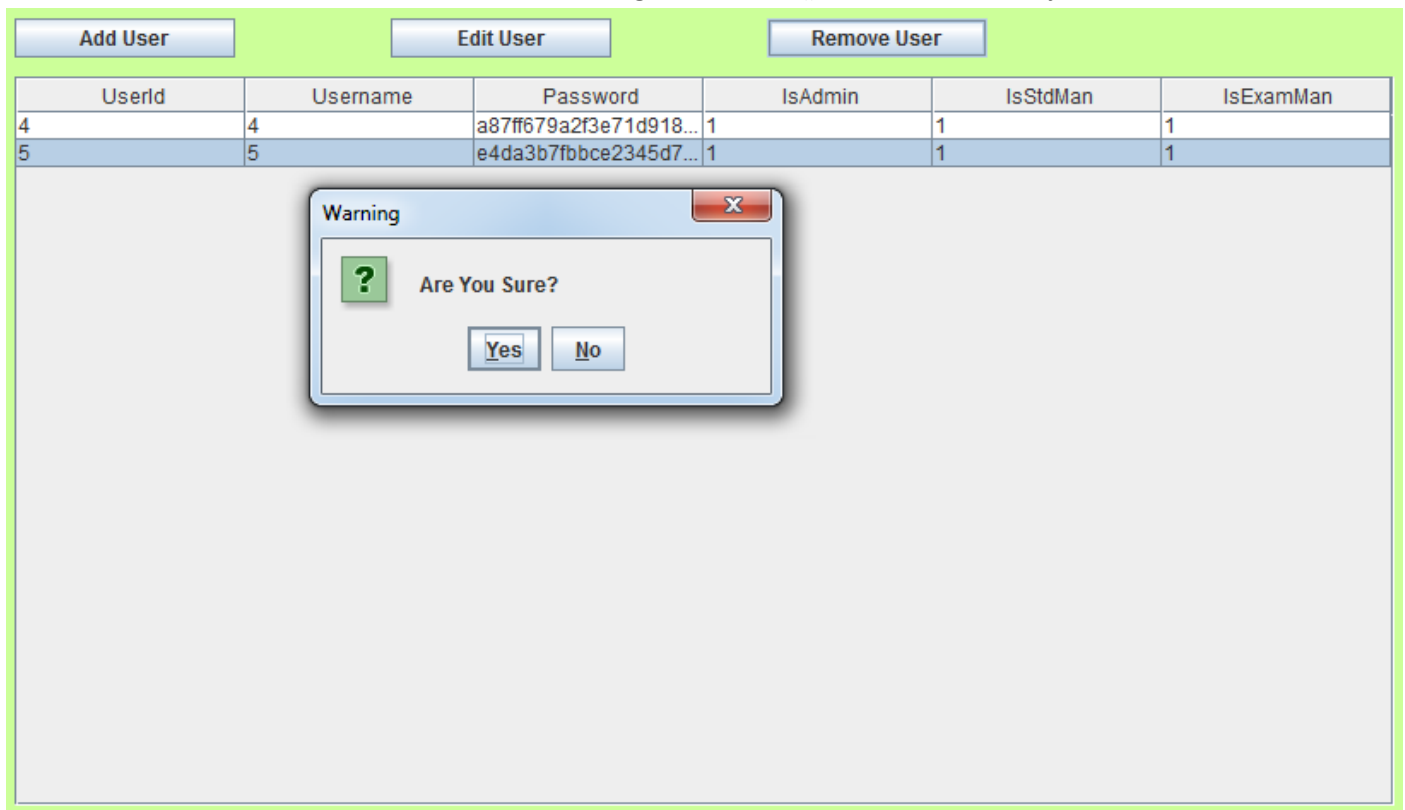 Add User Edit User Remove User
UserId Username Password IsAdmin IsStdMan IsExamMan
4 4 a87ff679a2f3e71d918... 1 1 1
5 5 e4da3b7fbbce2345d7... 1 1 1
Warning
Are You Sure?
Yes No